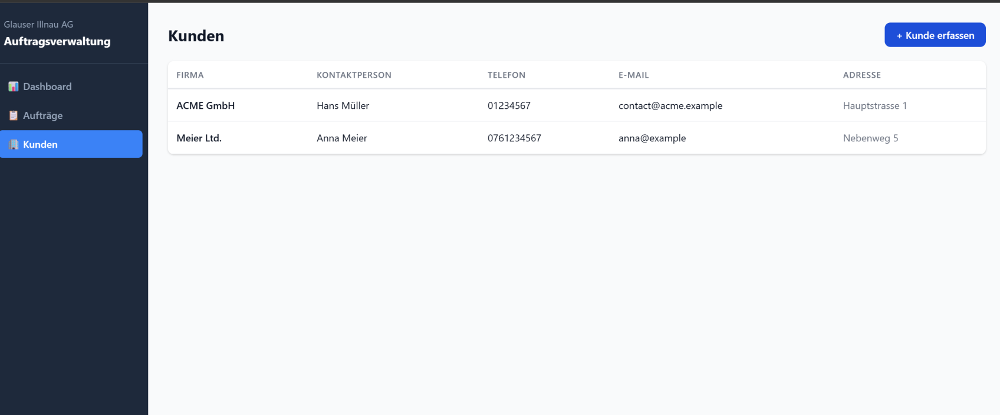 Glauser Illnau AG
Auftragsverwaltung
Dashboard
Aufträge
Kunden
Kunden
+ Kunde erfassen
FIRMA KONTAKTPERSON TELEFON E-MAIL ADRESSE
ACME GmbH Hans Müller 01234567 contact@acme.example Hauptstrasse 1
Meier Ltd. Anna Meier 0761234567 anna@example Nebenweg 5